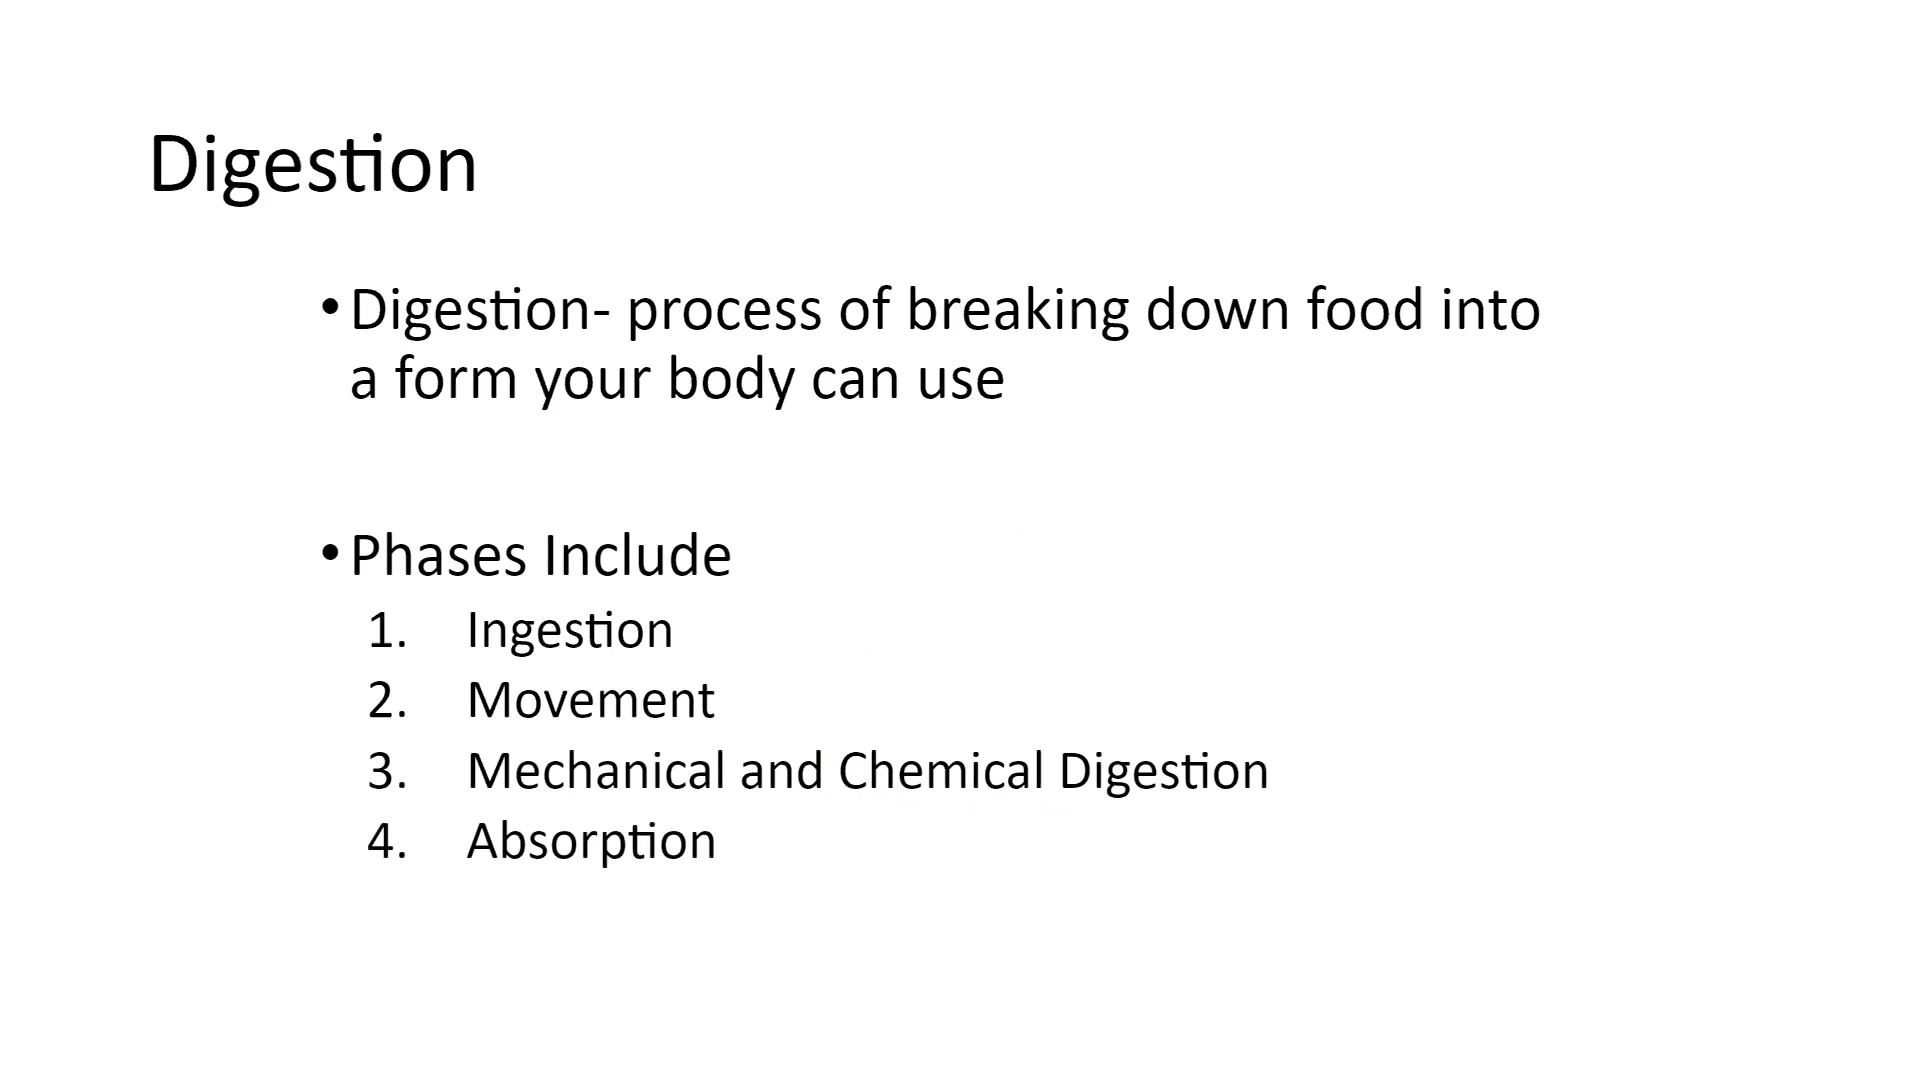 Digestion
• Digestion- process of breaking down food into
a form your body can use
• Phases Include
1. Ingestion
2. Movement
3. Mechanical and Chemical Digestion
4. Absorption